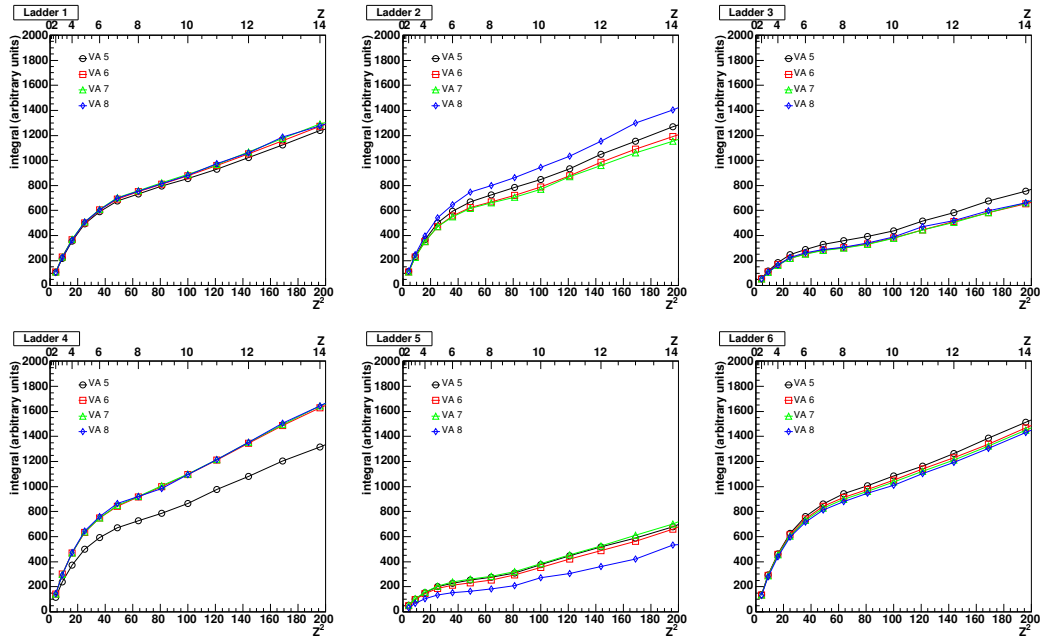 Ladder 1
Z
0 2 4 6 8 10 12 14
integral (arbitrary units)
2000
1800
1600
1400
1200
1000
800
600
400
200
0
VA 5
VA 6
VA 7
VA 8
0 20 40 60 80 100 120 140 160 180 200
Z²
Ladder 2
Z
0 2 4 6 8 10 12 14
integral (arbitrary units)
2000
1800
1600
1400
1200
1000
800
600
400
200
0
VA 5
VA 6
VA 7
VA 8
0 20 40 60 80 100 120 140 160 180 200
Z²
Ladder 3
Z
0 2 4 6 8 10 12 14
integral (arbitrary units)
2000
1800
1600
1400
1200
1000
800
600
400
200
0
VA 5
VA 6
VA 7
VA 8
0 20 40 60 80 100 120 140 160 180 200
Z²
Ladder 4
Z
0 2 4 6 8 10 12 14
integral (arbitrary units)
2000
1800
1600
1400
1200
1000
800
600
400
200
0
VA 5
VA 6
VA 7
VA 8
0 20 40 60 80 100 120 140 160 180 200
Z²
Ladder 5
Z
0 2 4 6 8 10 12 14
integral (arbitrary units)
2000
1800
1600
1400
1200
1000
800
600
400
200
0
VA 5
VA 6
VA 7
VA 8
0 20 40 60 80 100 120 140 160 180 200
Z²
Ladder 6
Z
0 2 4 6 8 10 12 14
integral (arbitrary units)
2000
1800
1600
1400
1200
1000
800
600
400
200
0
VA 5
VA 6
VA 7
VA 8
0 20 40 60 80 100 120 140 160 180 200
Z²